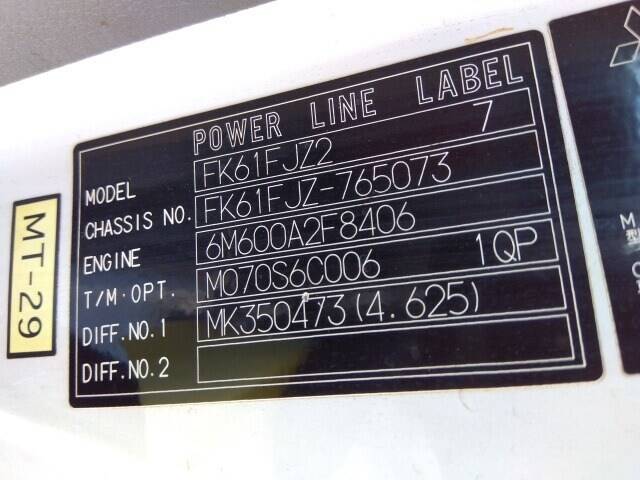 POWER LINE LABEL
MODEL FK61FJZ2 7
CHASSIS NO. FK61FJZ-765073
ENGINE 6M600A2F8406
T/M·OPT. M070S6C006 1QP
DIFF.NO.1 MK350473(4.625)
DIFF.NO.2
MT-29